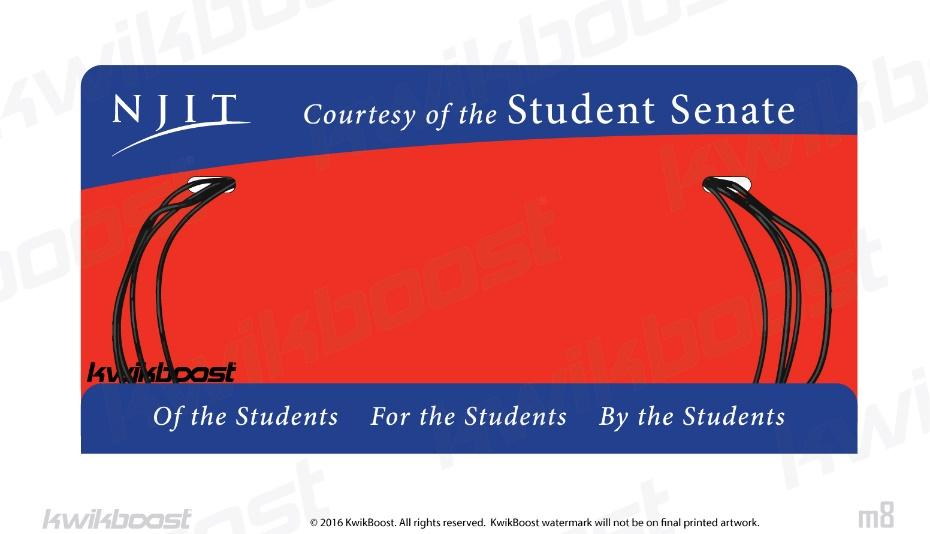 NJIT
Courtesy of the Student Senate
kwikboost
Of the Students For the Students By the Students
kwikboost
© 2016 KwikBoost. All rights reserved. KwikBoost watermark will not be on final printed artwork.
m8